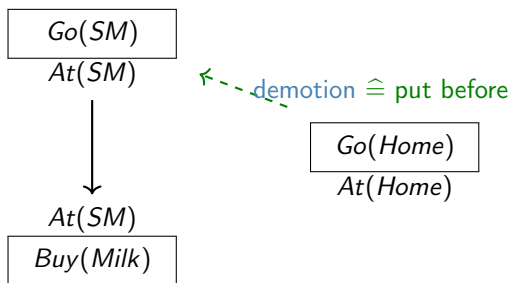 Go(SM)
At(SM)
demotion ≙ put before
Go(Home)
At(Home)
At(SM)
Buy(Milk)